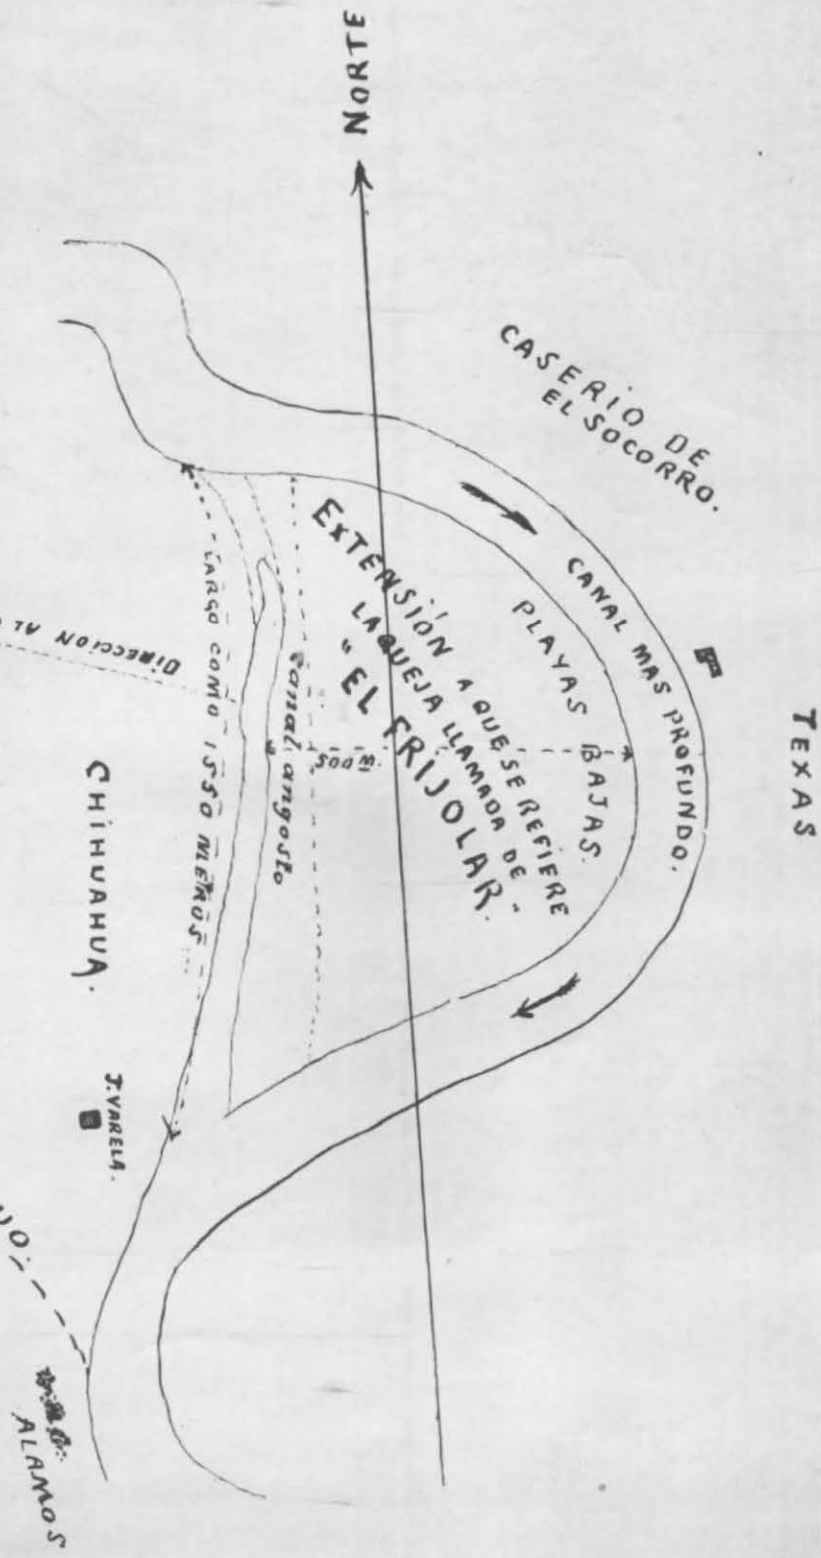 NORTE
CASERIO DE
EL SOCORRO.
TEXAS
CANAL MAS PROFUNDO.
PLAYAS BAJAS.
EXTENSIÓN A QUE SE REFIERE
LA QUEJA LLAMADA DE
"EL FRIJOLAR."
canal angosto
LARGO COMO 1550 METROS
DIRECCION AL
CHIHUAHUA.
J. VARELA.
ALAMOS